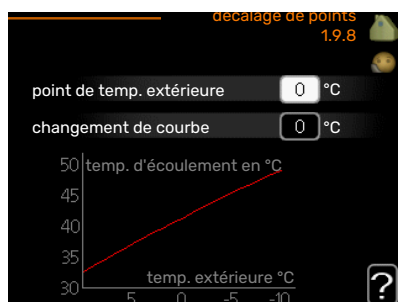 décalage de points
1.9.8
point de temp. extérieure 0 °C
changement de courbe 0 °C
50 temp. d'écoulement en °C
45
40
35
30 temp. extérieure °C
5 0 -5 -10
?